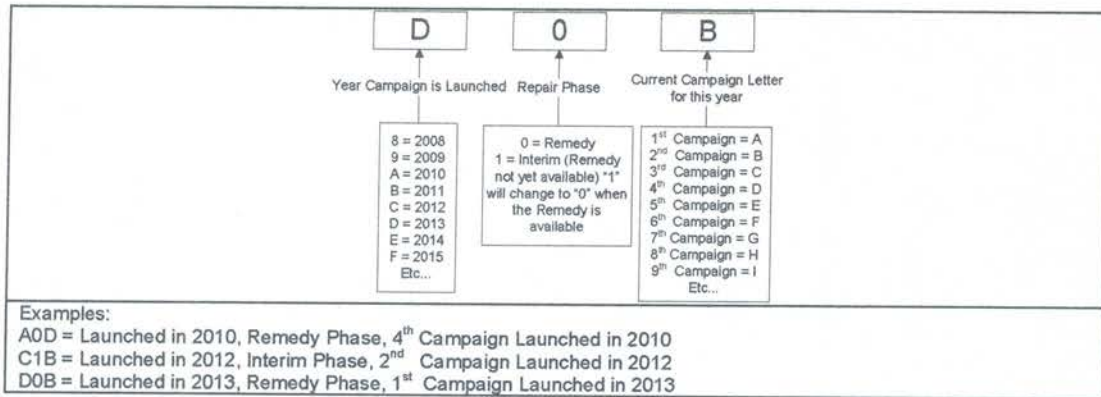 D 0 B
Year Campaign is Launched
Repair Phase
Current Campaign Letter
for this year
8 = 2008
9 = 2009
A = 2010
B = 2011
C = 2012
D = 2013
E = 2014
F = 2015
Etc...
0 = Remedy
1 = Interim (Remedy
not yet available) "1"
will change to "0" when
the Remedy is
available
1st Campaign = A
2nd Campaign = B
3rd Campaign = C
4th Campaign = D
5th Campaign = E
6th Campaign = F
7th Campaign = G
8th Campaign = H
9th Campaign = I
Etc...
Examples:
A0D = Launched in 2010, Remedy Phase, 4th Campaign Launched in 2010
C1B = Launched in 2012, Interim Phase, 2nd Campaign Launched in 2012
D0B = Launched in 2013, Remedy Phase, 1st Campaign Launched in 2013